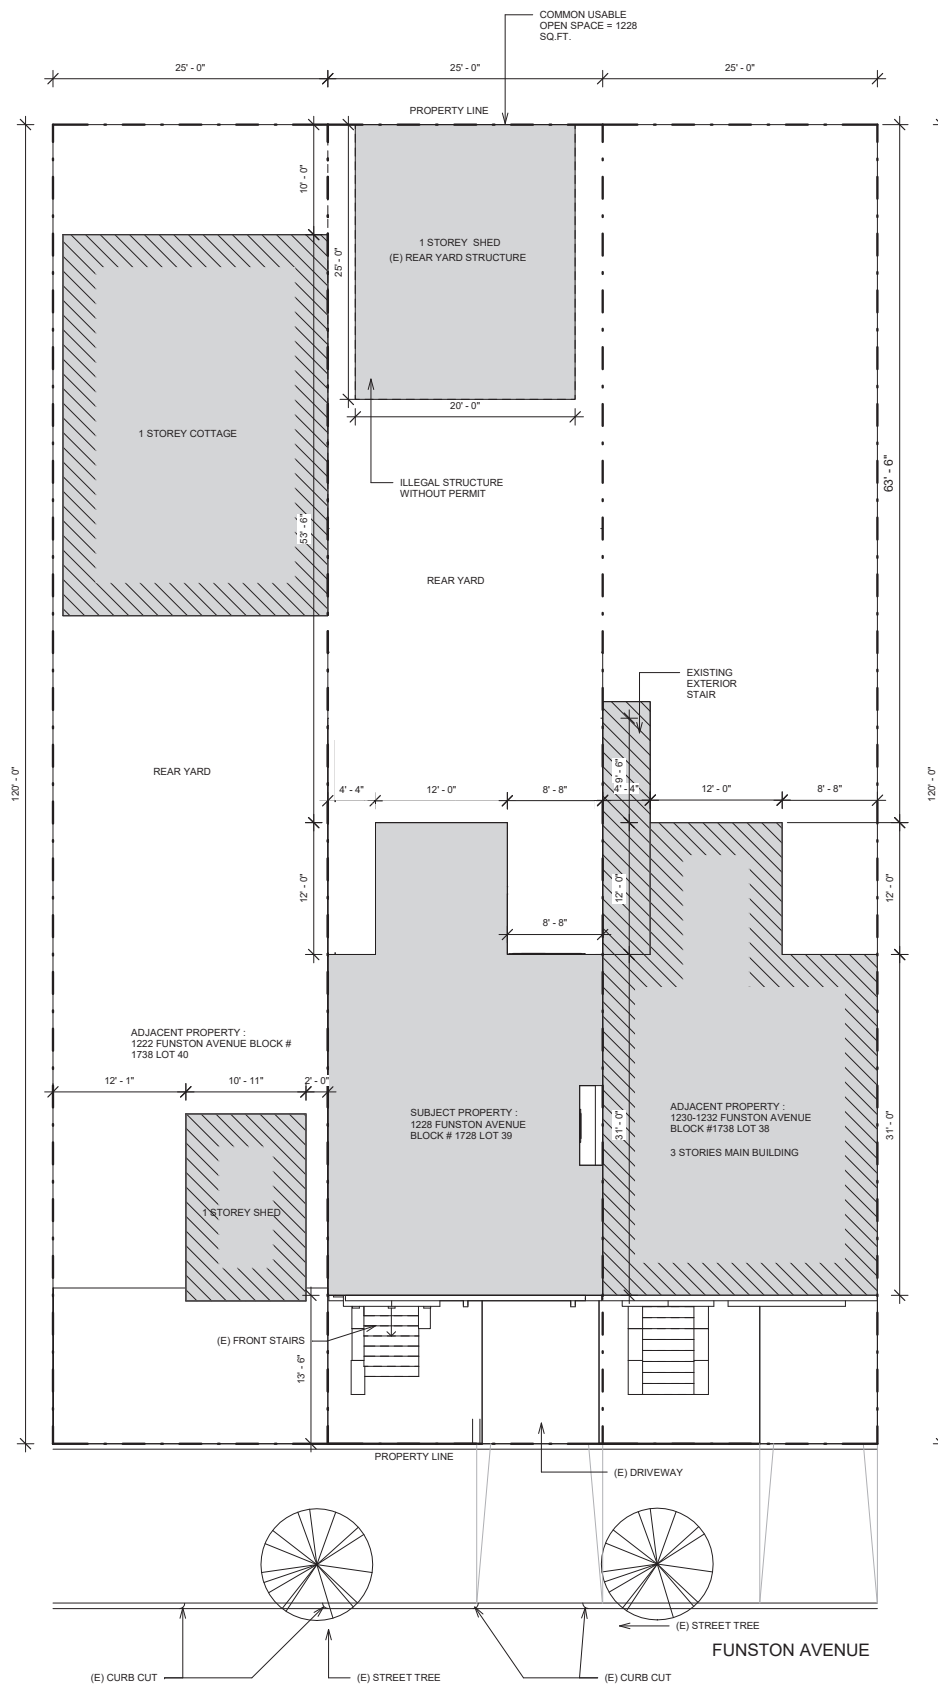 COMMON USABLE
OPEN SPACE = 1228
SQ.FT.
25' - 0"
25' - 0"
25' - 0"
PROPERTY LINE
10' - 0"
25' - 0"
1 STOREY SHED
(E) REAR YARD STRUCTURE
20' - 0"
1 STOREY COTTAGE
63' - 6"
ILLEGAL STRUCTURE
WITHOUT PERMIT
53' - 6"
REAR YARD
EXISTING
EXTERIOR
STAIR
REAR YARD
120' - 0"
120' - 0"
9' - 6"
4' - 4"
12' - 0"
8' - 8"
4' - 4"
12' - 0"
8' - 8"
12' - 0"
12' - 0"
12' - 0"
8' - 8"
ADJACENT PROPERTY :
1222 FUNSTON AVENUE BLOCK #
1738 LOT 40
12' - 1"
10' - 11"
2' - 0"
SUBJECT PROPERTY :
1228 FUNSTON AVENUE
BLOCK # 1728 LOT 39
31' - 0"
ADJACENT PROPERTY :
1230-1232 FUNSTON AVENUE
BLOCK #1738 LOT 38
3 STORIES MAIN BUILDING
31' - 0"
1 STOREY SHED
(E) FRONT STAIRS
13' - 6"
PROPERTY LINE
(E) DRIVEWAY
(E) STREET TREE
FUNSTON AVENUE
(E) CURB CUT
(E) STREET TREE
(E) CURB CUT